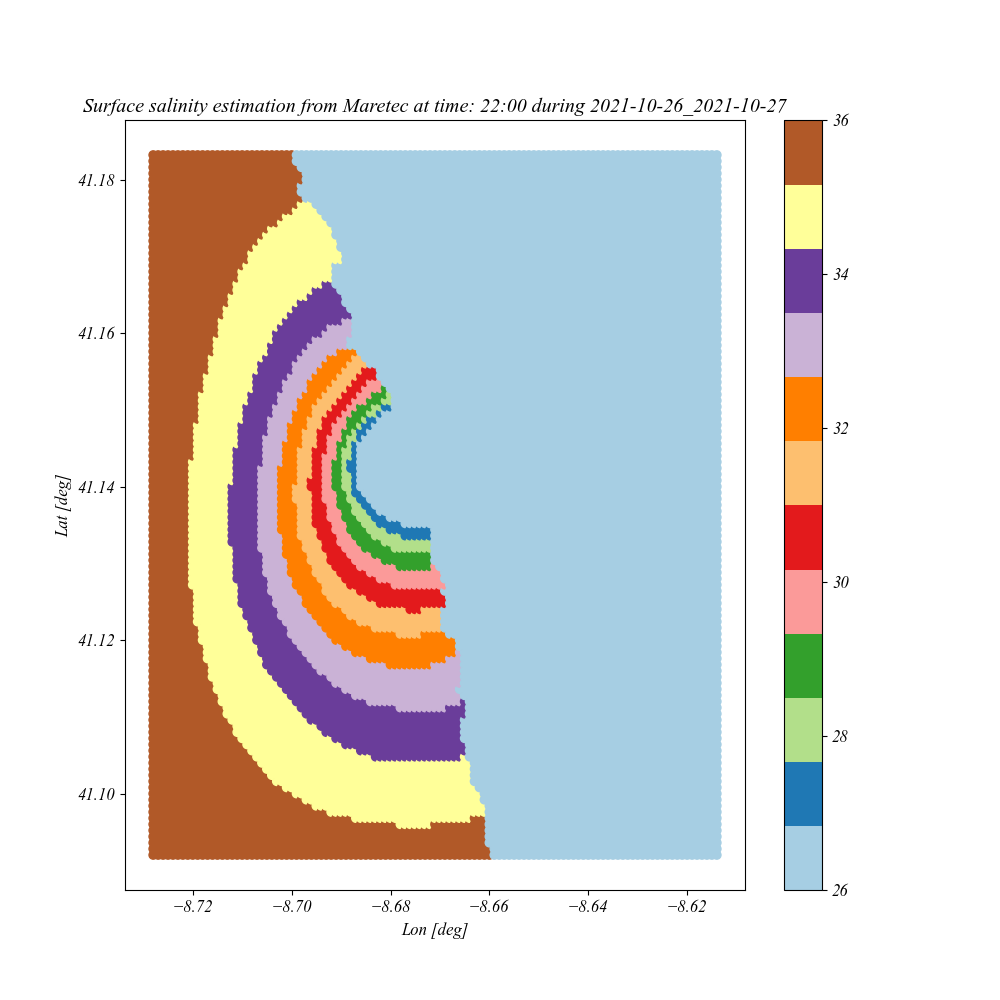 Surface salinity estimation from Maretec at time: 22:00 during 2021-10-26_2021-10-27
36
41.18
34
41.16
32
41.14
Lat [deg]
30
41.12
28
41.10
26
−8.72 −8.70 −8.68 −8.66 −8.64 −8.62
Lon [deg]